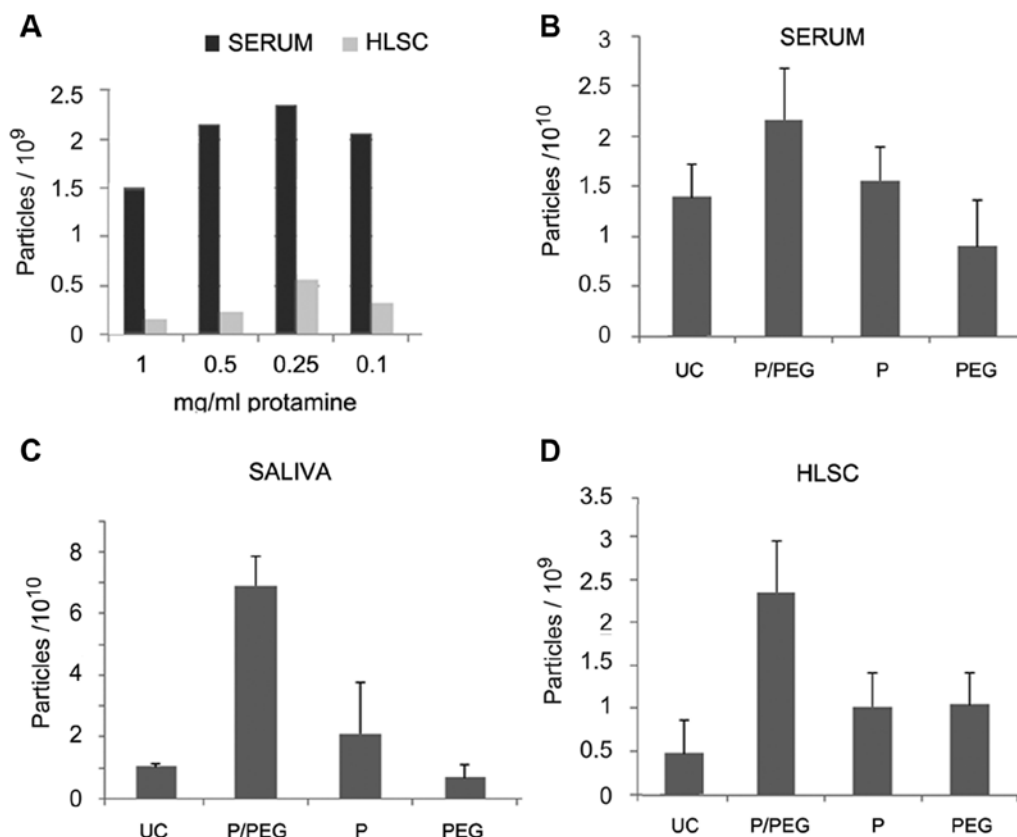 A
SERUM HLSC
2.5
2
1.5
1
0.5
0
Particles / 10⁹
1 0.5 0.25 0.1
mg/ml protamine
B
SERUM
3
2.5
2
1.5
1
0.5
0
Particles /10¹⁰
UC P/PEG P PEG
C
SALIVA
8
6
4
2
0
Particles /10¹⁰
UC P/PEG P PEG
D
HLSC
3.5
3
2.5
2
1.5
1
0.5
0
Particles / 10⁹
UC P/PEG P PEG